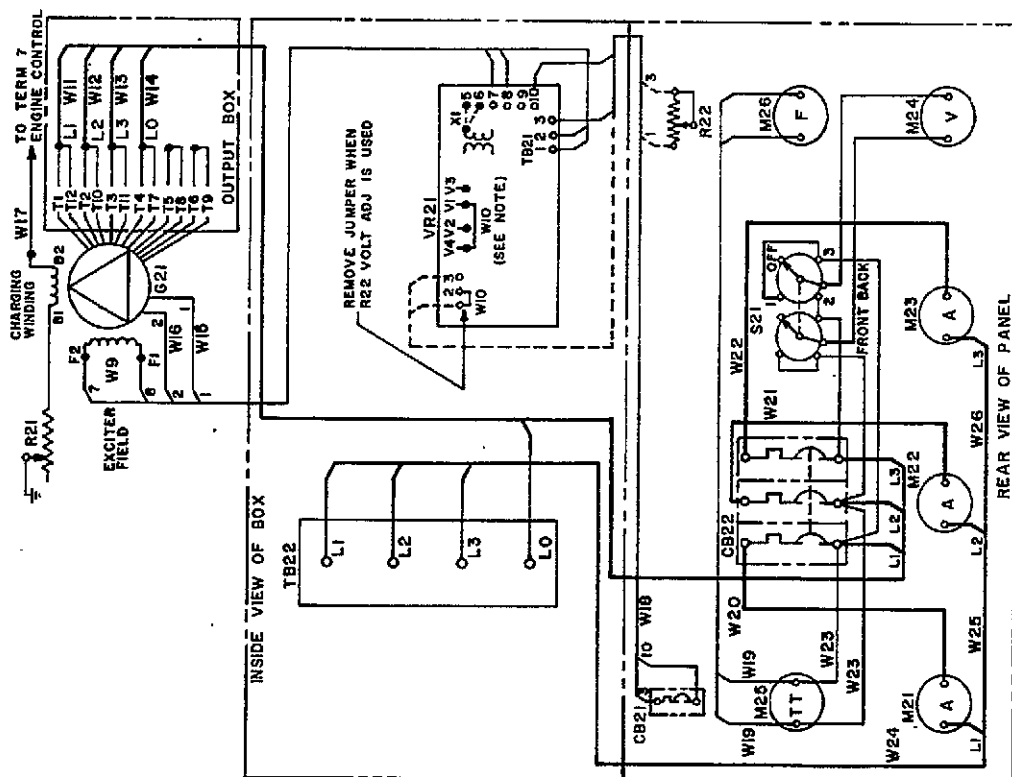 TO TERM 7
ENGINE CONTROL
W17
CHARGING
WINDING
B1
B2
R21
F2
W9
F1
EXCITER
FIELD
7
8
2
1
2
1
W16
W15
G21
T1
T12
T2
T10
T3
T11
T4
T7
T5
T8
T6
T9
L1
L2
L3
L0
W11
W12
W13
W14
OUTPUT BOX
INSIDE VIEW OF BOX
TB22
L1
L2
L3
L0
REMOVE JUMPER WHEN
R22 VOLT ADJ IS USED
VR21
1 2 3
W10
V4 V2 V1 V3
W10
(SEE NOTE)
X1
5
6
7
8
9
10
TB21
1 2 3
W18
10
3
CB21
1
3
R22
W19
W19
M25
TT
W23
W23
W20
CB22
L1
L2
L3
W21
W22
S21
OFF
1
2
3
FRONT
BACK
M26
F
M24
V
M21
A
L1
W24
W25
M22
A
L2
W26
M23
A
L3
REAR VIEW OF PANEL